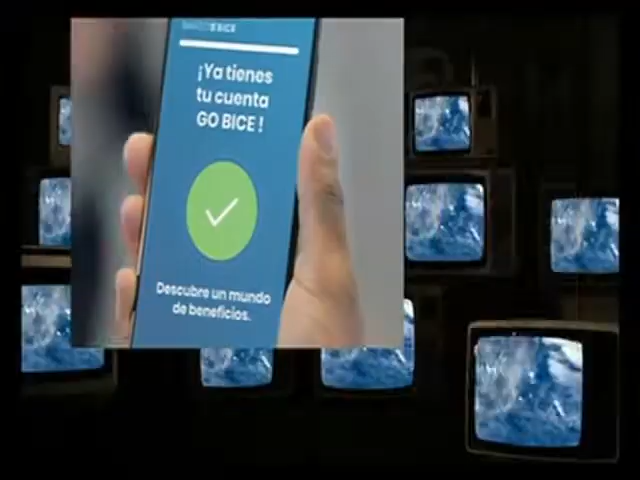 ¡Ya tienes
tu cuenta
GO BICE !
Descubre un mundo
de beneficios.